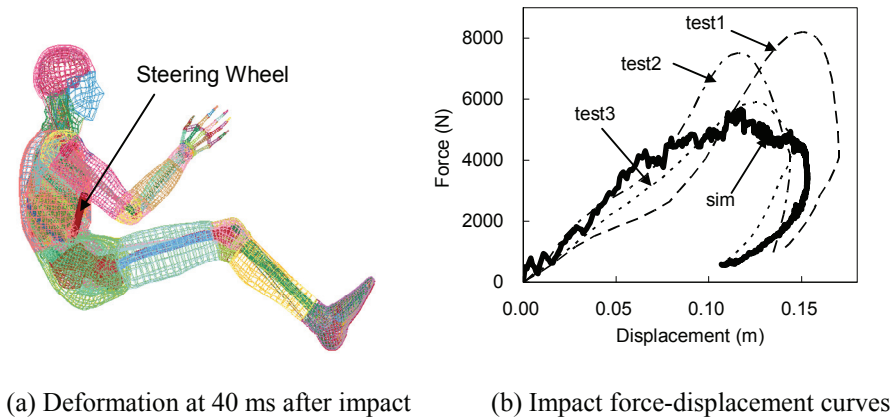 Steering Wheel
Force (N)
8000
6000
4000
2000
0
test1
test2
test3
sim
0.00 0.05 0.10 0.15
Displacement (m)
(a) Deformation at 40 ms after impact
(b) Impact force-displacement curves